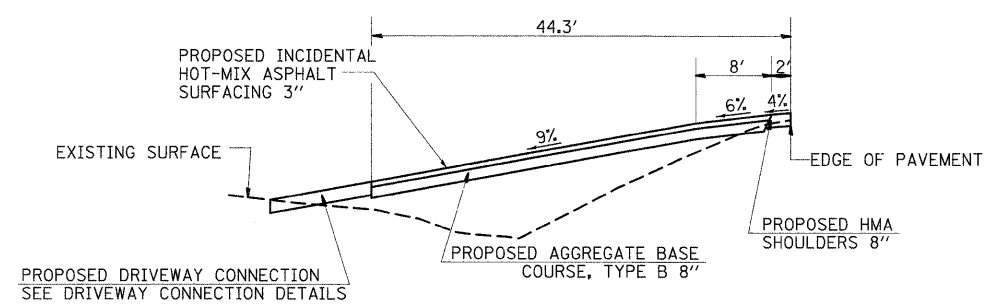 44.3'
PROPOSED INCIDENTAL
HOT-MIX ASPHALT
SURFACING 3"
8'
2'
6%
4%
9%
EXISTING SURFACE
EDGE OF PAVEMENT
PROPOSED HMA
SHOULDERS 8"
PROPOSED AGGREGATE BASE
COURSE, TYPE B 8"
PROPOSED DRIVEWAY CONNECTION
SEE DRIVEWAY CONNECTION DETAILS